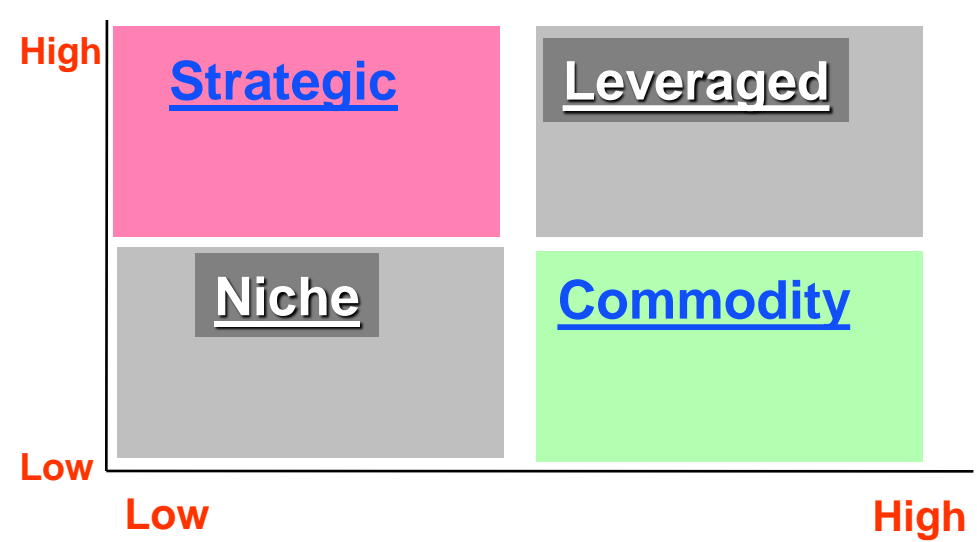 High
Strategic
Leveraged
Niche
Commodity
Low
Low
High